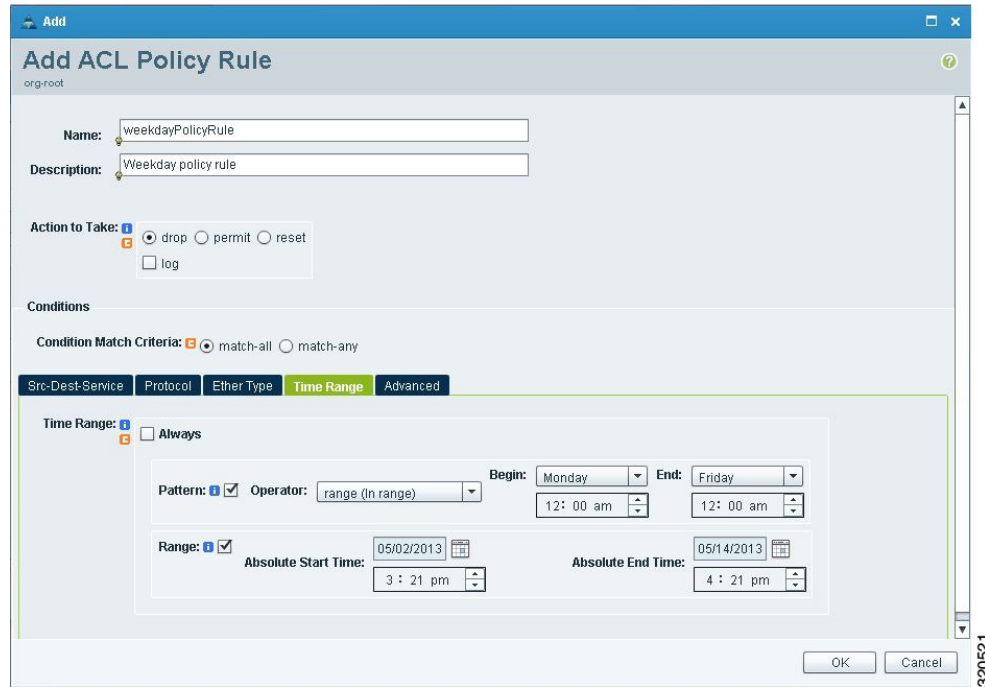 Add
Add ACL Policy Rule
org-root
Name: weekdayPolicyRule
Description: Weekday policy rule
Action to Take: drop permit reset
log
Conditions
Condition Match Criteria: match-all match-any
Src-Dest-Service Protocol Ether Type Time Range Advanced
Time Range: Always
Pattern: Operator: range (In range) Begin: Monday End: Friday
12: 00 am 12: 00 am
Range: Absolute Start Time: 05/02/2013 Absolute End Time: 05/14/2013
3 : 21 pm 4 : 21 pm
OK Cancel
320521